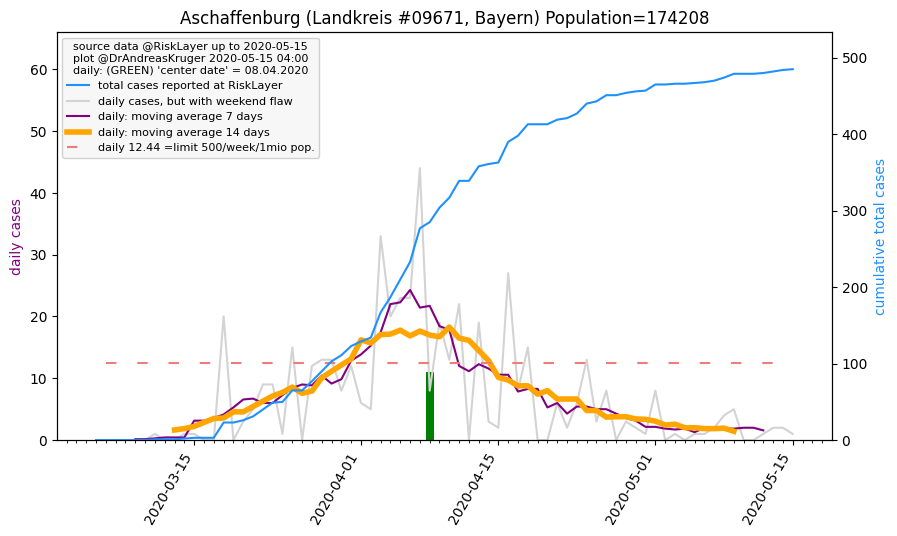 Aschaffenburg (Landkreis #09671, Bayern) Population=174208
source data @RiskLayer up to 2020-05-15
plot @DrAndreasKruger 2020-05-15 04:00
daily: (GREEN) 'center date' = 08.04.2020
total cases reported at RiskLayer
daily cases, but with weekend flaw
daily: moving average 7 days
daily: moving average 14 days
daily 12.44 =limit 500/week/1mio pop.
daily cases
60
50
40
30
20
10
0
cumulative total cases
500
400
300
200
100
0
2020-03-15
2020-04-01
2020-04-15
2020-05-01
2020-05-15